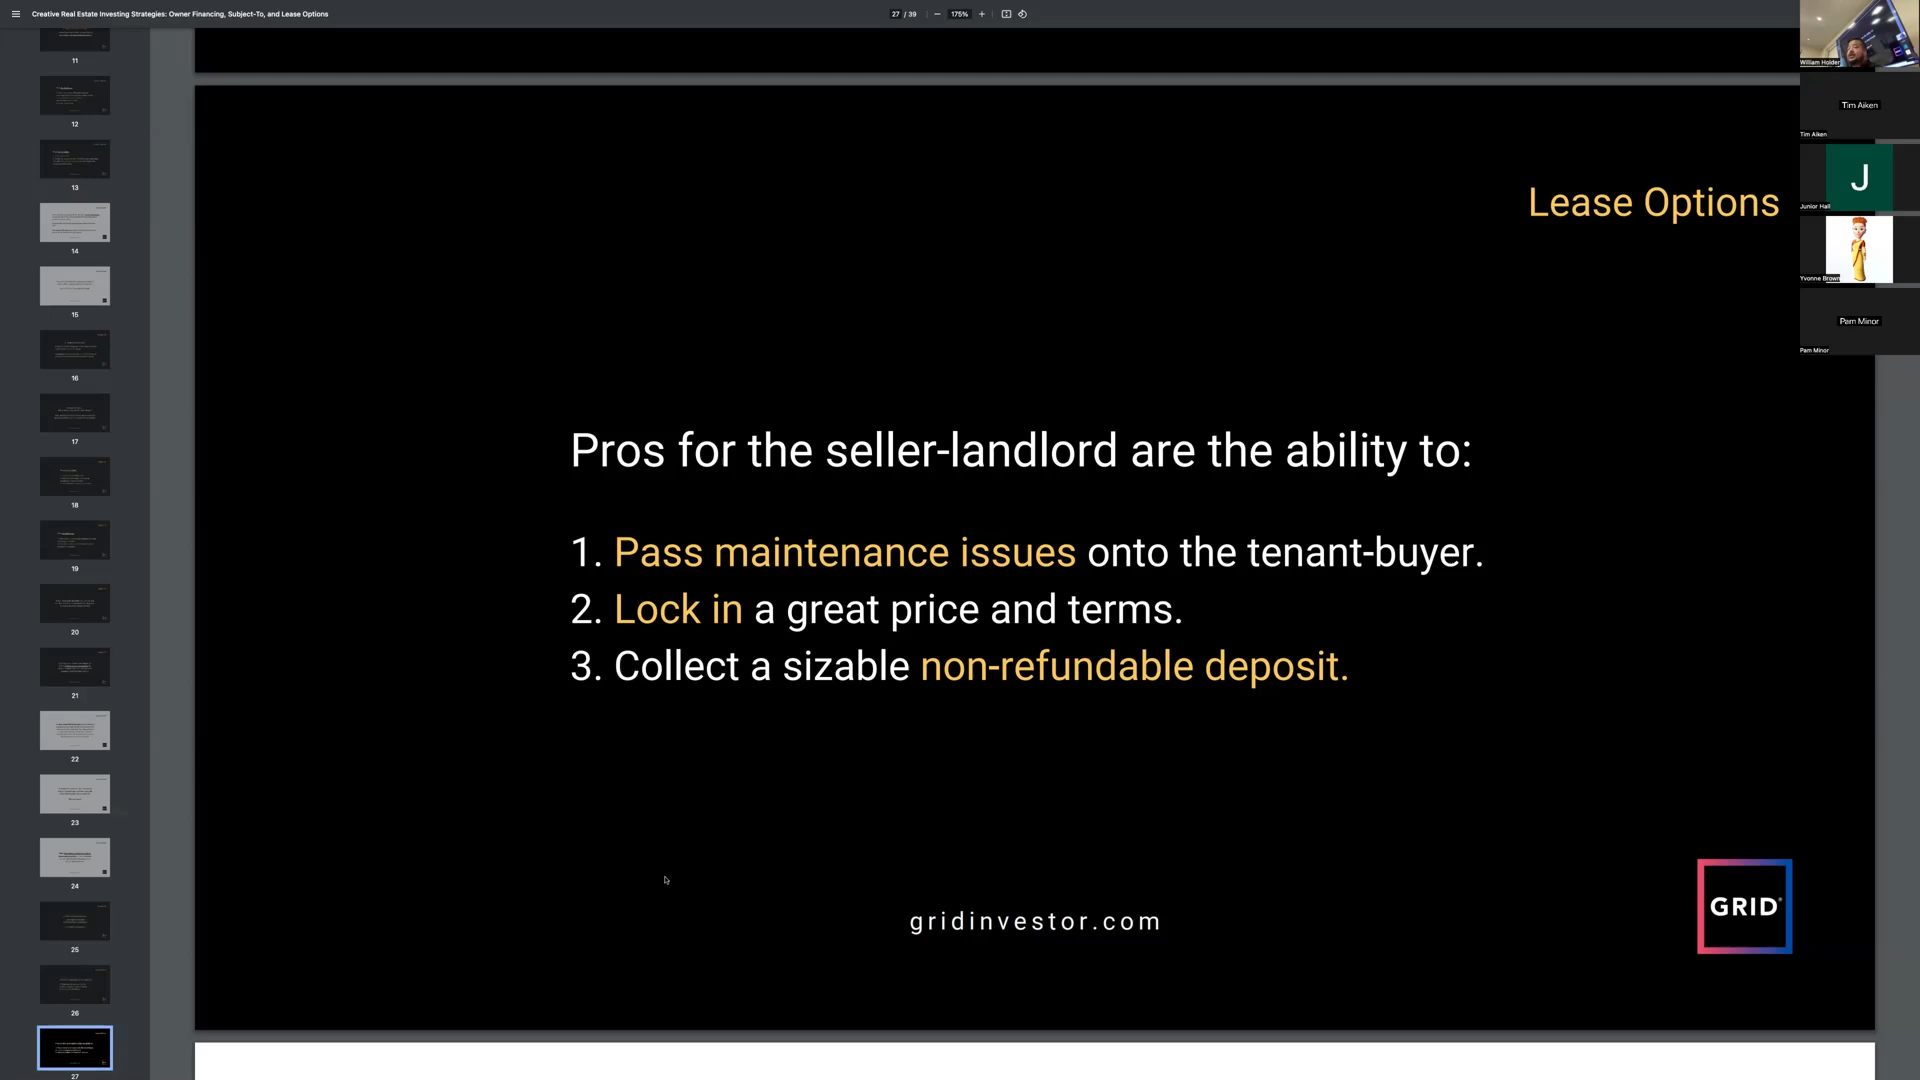 Creative Real Estate Investing Strategies: Owner Financing, Subject-To, and Lease Options
27 / 39
175%
William Holder
Tim Aiken
Tim Aiken
J
Junior Hall
Yvonne Brown
Pam Minor
Pam Minor
11
12
13
14
15
16
17
18
19
20
21
22
23
24
25
26
27
Lease Options
Pros for the seller-landlord are the ability to:
1. Pass maintenance issues onto the tenant-buyer.
2. Lock in a great price and terms.
3. Collect a sizable non-refundable deposit.
gridinvestor.com
GRID